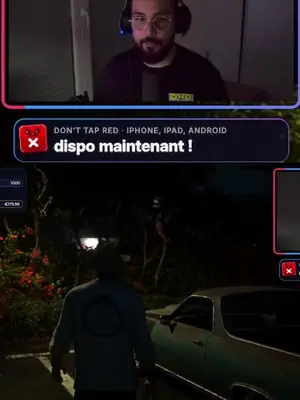 DON'T TAP RED · IPHONE, IPAD, ANDROID
dispo maintenant !
1000